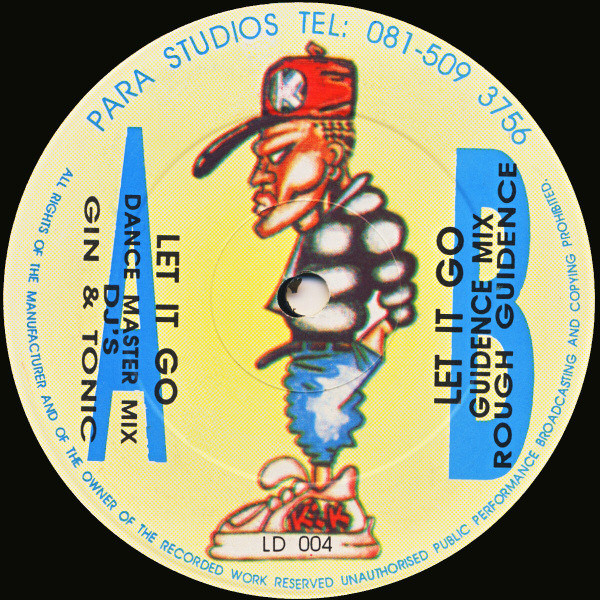 PARA STUDIOS TEL: 081-509 3756
K
A
LET IT GO
DANCE MASTER MIX
DJ'S
GIN & TONIC
B
LET IT GO
GUIDENCE MIX
ROUGH GUIDENCE
K.K
LD 004
ALL RIGHTS OF THE MANUFACTURER AND OF THE OWNER OF THE RECORDED WORK RESERVED UNAUTHORISED PUBLIC PERFORMANCE BROADCASTING AND COPYING PROHIBITED.